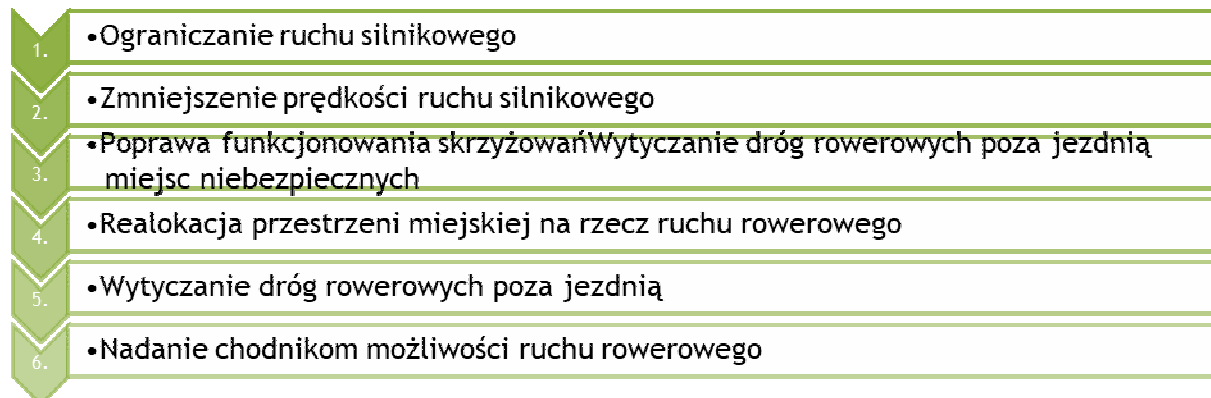 1. •Ograniczanie ruchu silnikowego
2. •Zmniejszenie prędkości ruchu silnikowego
3. •Poprawa funkcjonowania skrzyżowańWytyczanie dróg rowerowych poza jezdnią
miejsc niebezpiecznych
4. •Realokacja przestrzeni miejskiej na rzecz ruchu rowerowego
5. •Wytyczanie dróg rowerowych poza jezdnią
6. •Nadanie chodnikom możliwości ruchu rowerowego